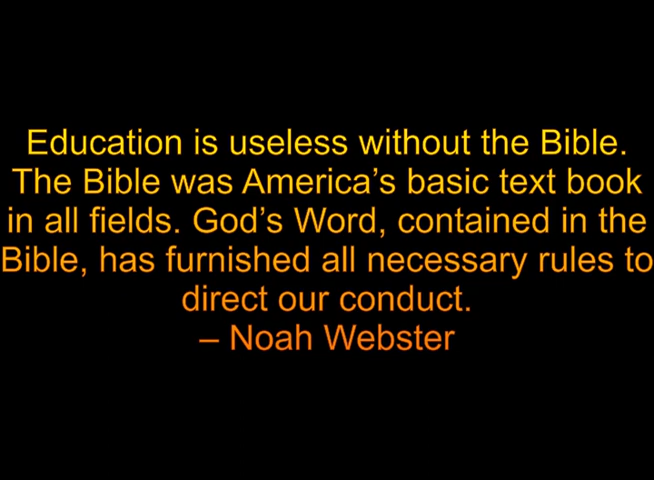 Education is useless without the Bible.
The Bible was America’s basic text book
in all fields. God’s Word, contained in the
Bible, has furnished all necessary rules to
direct our conduct.
– Noah Webster